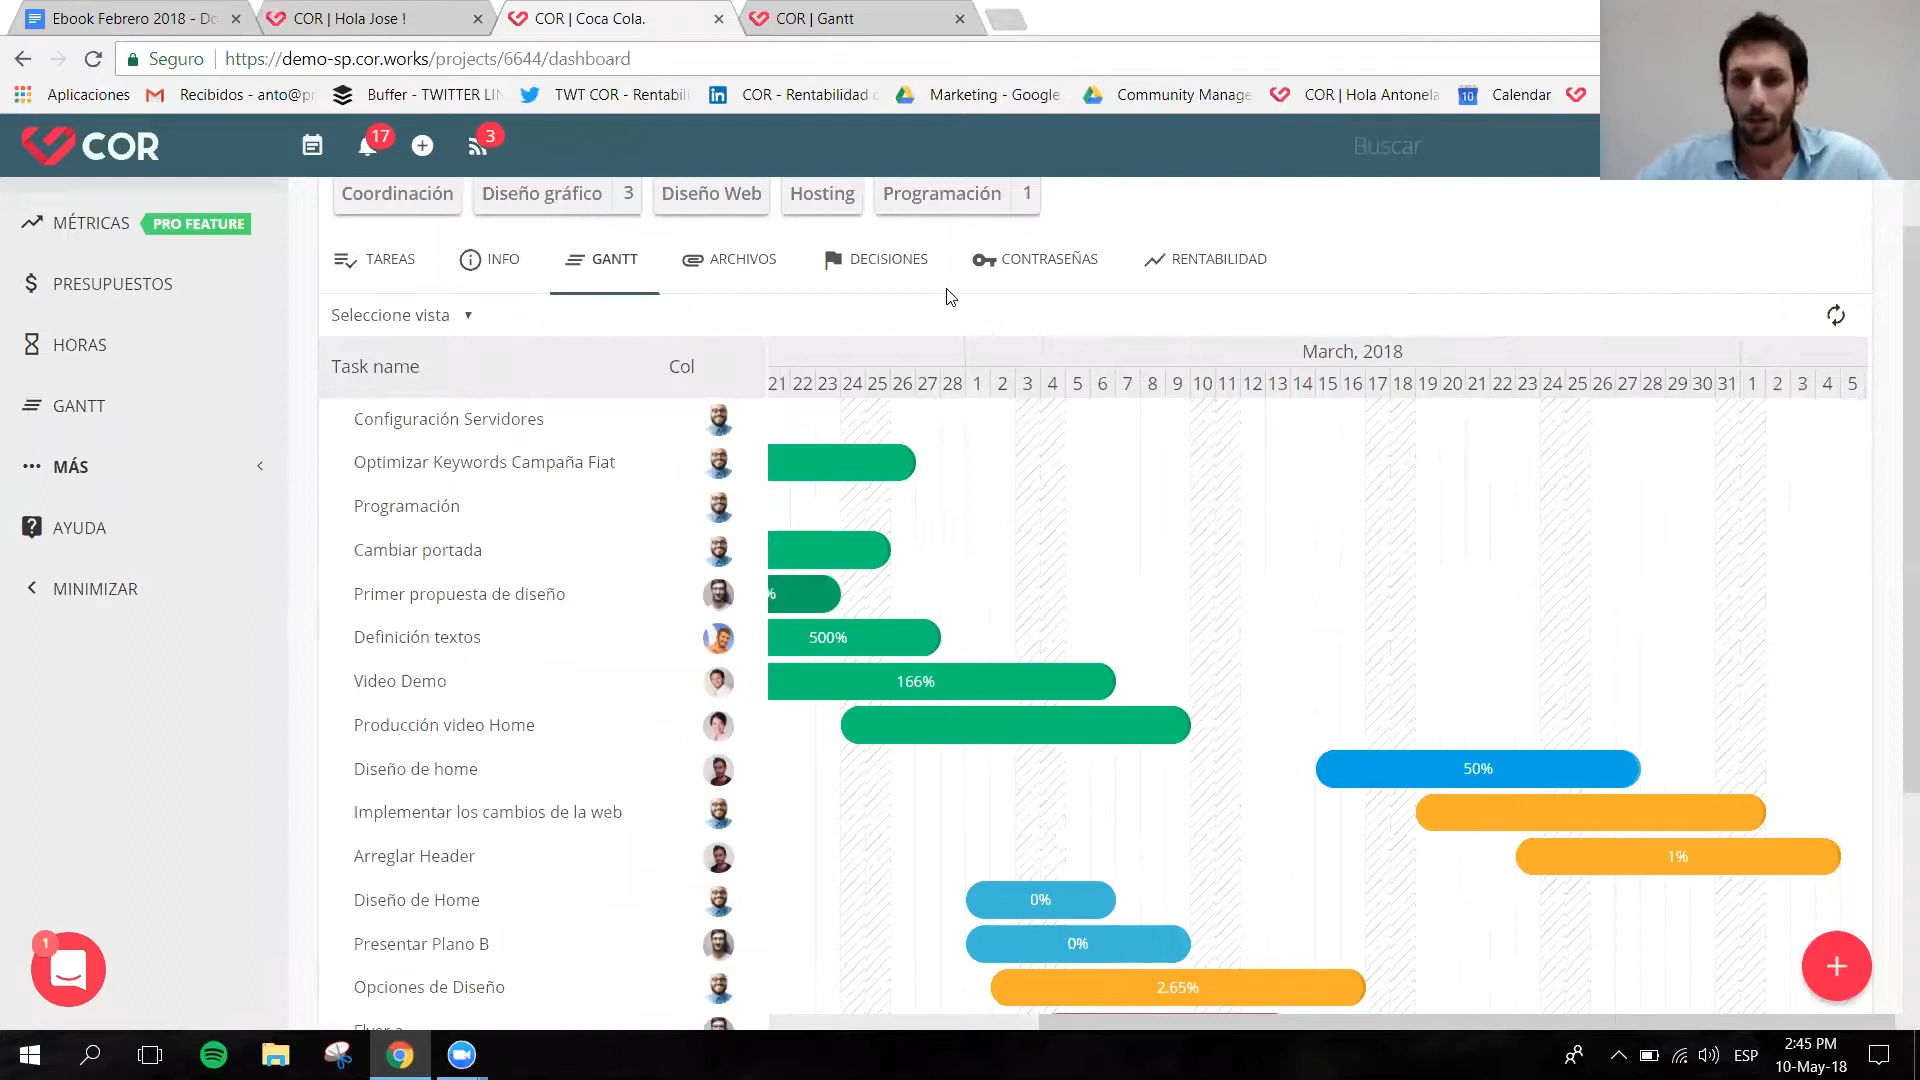 Ebook Febrero 2018 - Do
COR | Hola Jose !
COR | Coca Cola.
COR | Gantt
Seguro
https://demo-sp.cor.works/projects/6644/dashboard
Aplicaciones
Recibidos - anto@p
Buffer - TWITTER LIN
TWT COR - Rentabili
COR - Rentabilidad
Marketing - Google
Community Manage
COR | Hola Antonela
10
Calendar
COR
17
3
Buscar
MÉTRICAS
PRO FEATURE
PRESUPUESTOS
HORAS
GANTT
MÁS
AYUDA
MINIMIZAR
1
Coordinación
Diseño gráfico 3
Diseño Web
Hosting
Programación 1
TAREAS
INFO
GANTT
ARCHIVOS
DECISIONES
CONTRASEÑAS
RENTABILIDAD
Seleccione vista
Task name
Col
March, 2018
21 22 23 24 25 26 27 28 1 2 3 4 5 6 7 8 9 10 11 12 13 14 15 16 17 18 19 20 21 22 23 24 25 26 27 28 29 30 31 1 2 3 4 5
Configuración Servidores
Optimizar Keywords Campaña Fiat
Programación
Cambiar portada
Primer propuesta de diseño
%
Definición textos
500%
Video Demo
166%
Producción video Home
Diseño de home
50%
Implementar los cambios de la web
Arreglar Header
1%
Diseño de Home
0%
Presentar Plano B
0%
Opciones de Diseño
2.65%
ESP
2:45 PM
10-May-18